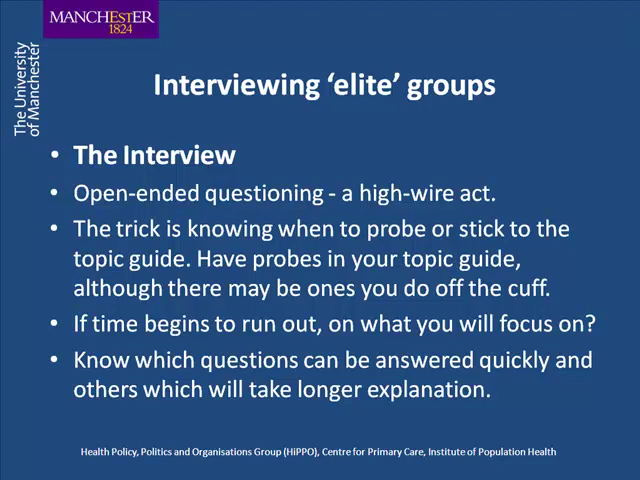 MANCHESTER
1824
The University
of Manchester
Interviewing ‘elite’ groups
• The Interview
• Open-ended questioning - a high-wire act.
• The trick is knowing when to probe or stick to the
topic guide. Have probes in your topic guide,
although there may be ones you do off the cuff.
• If time begins to run out, on what you will focus on?
• Know which questions can be answered quickly and
others which will take longer explanation.
Health Policy, Politics and Organisations Group (HiPPO), Centre for Primary Care, Institute of Population Health